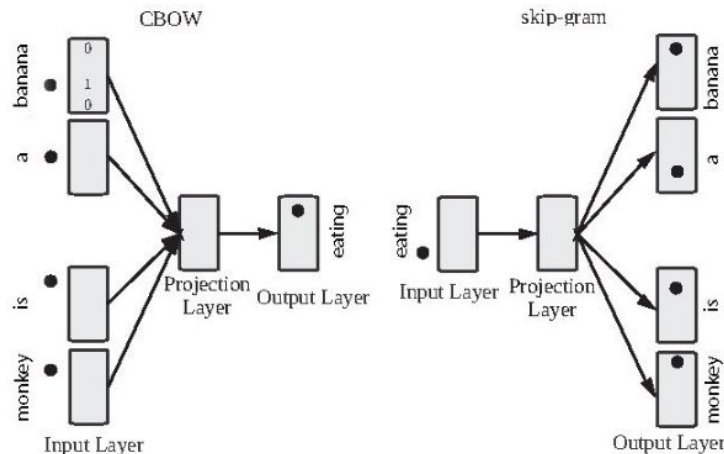 CBOW
banana
0
1
0
a
is
monkey
Input Layer
Projection
Layer
eating
Output Layer
skip-gram
eating
Input Layer
Projection
Layer
banana
a
is
monkey
Output Layer